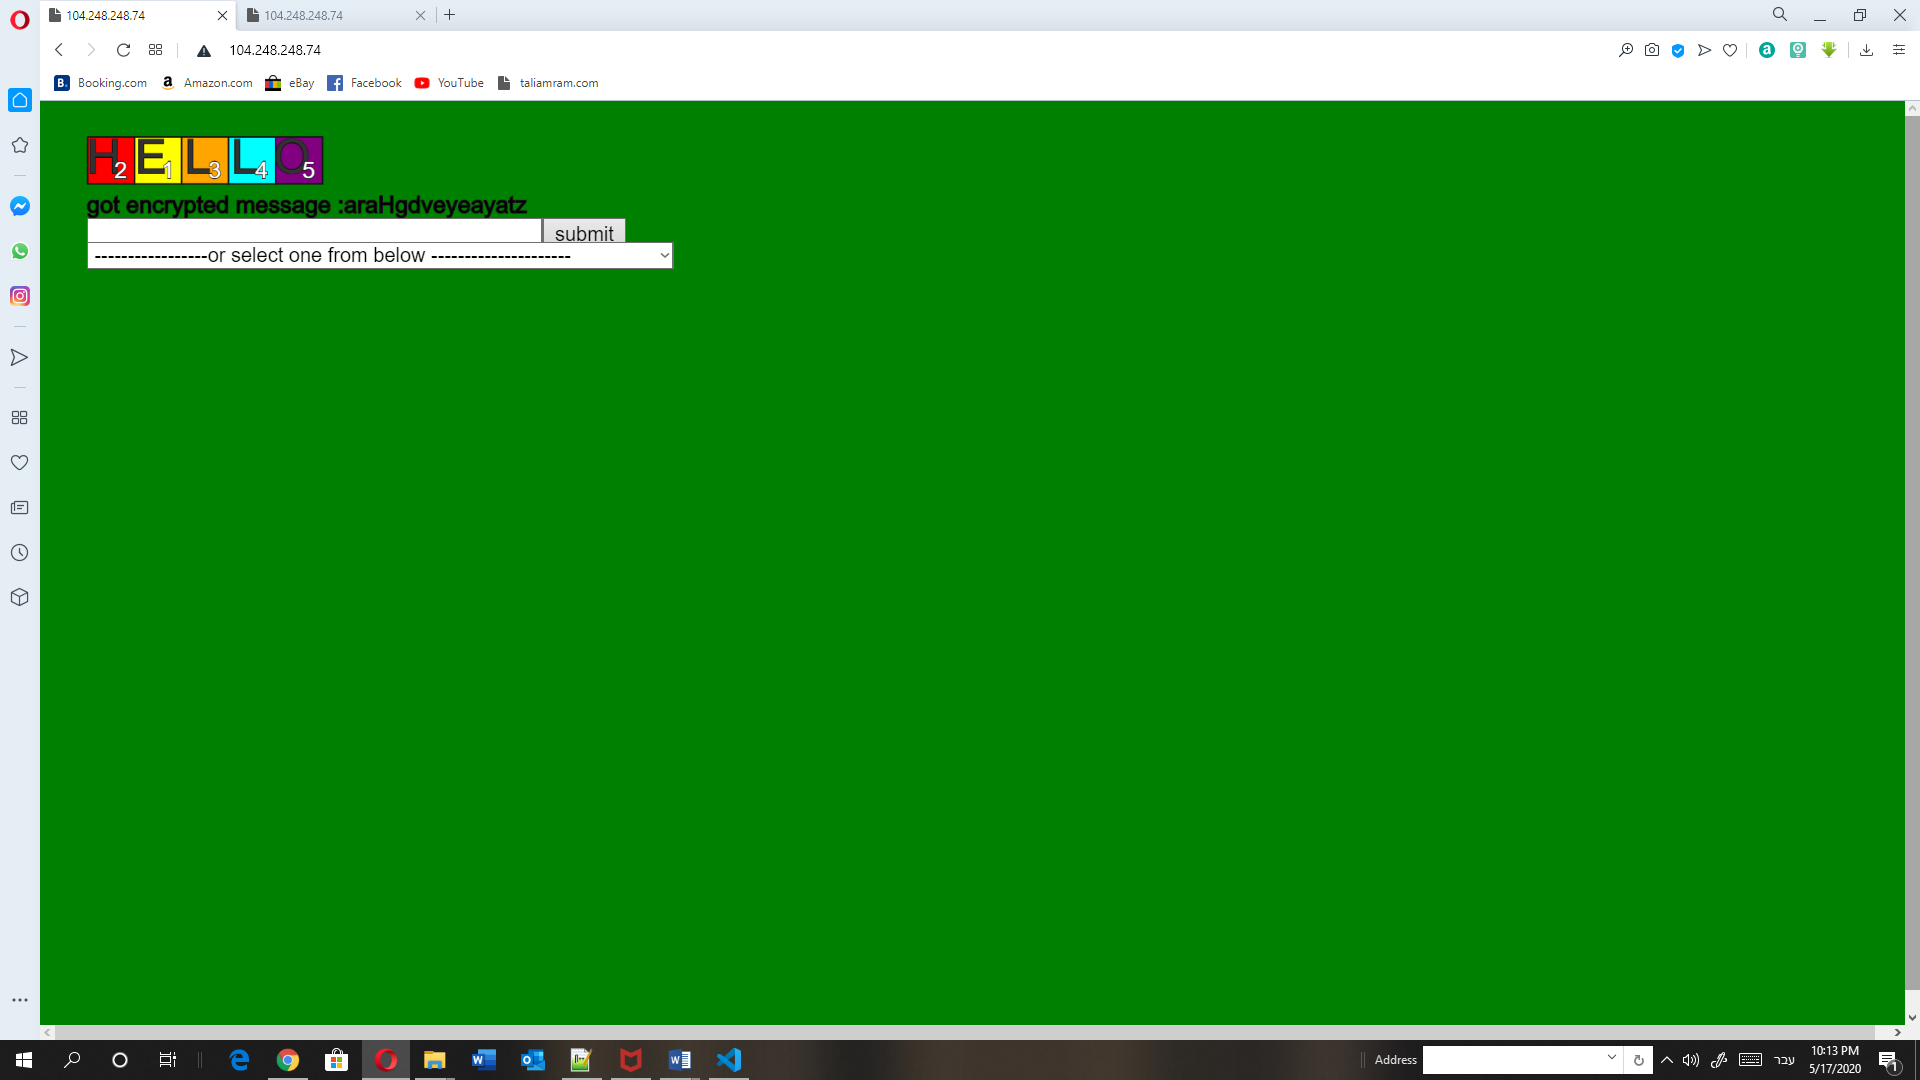 104.248.248.74
104.248.248.74
104.248.248.74
Booking.com Amazon.com eBay Facebook YouTube taliamram.com
H2 E1 L3 L4 O5
got encrypted message :araHgdveyeayatz
submit
-----------------or select one from below ---------------------
Address
עבר
10:13 PM
5/17/2020
1